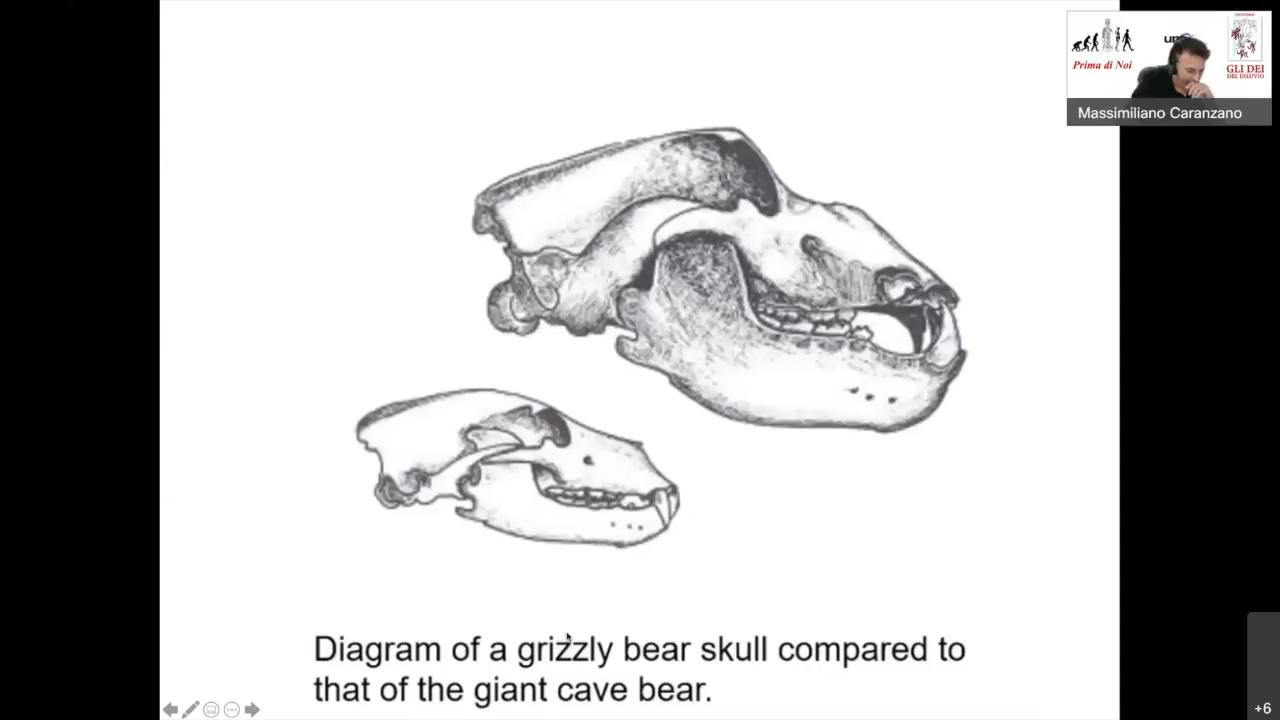 Prima di Noi
GLI DEI
DEL DILUVIO
Massimiliano Caranzano
Diagram of a grizzly bear skull compared to
that of the giant cave bear.
+6